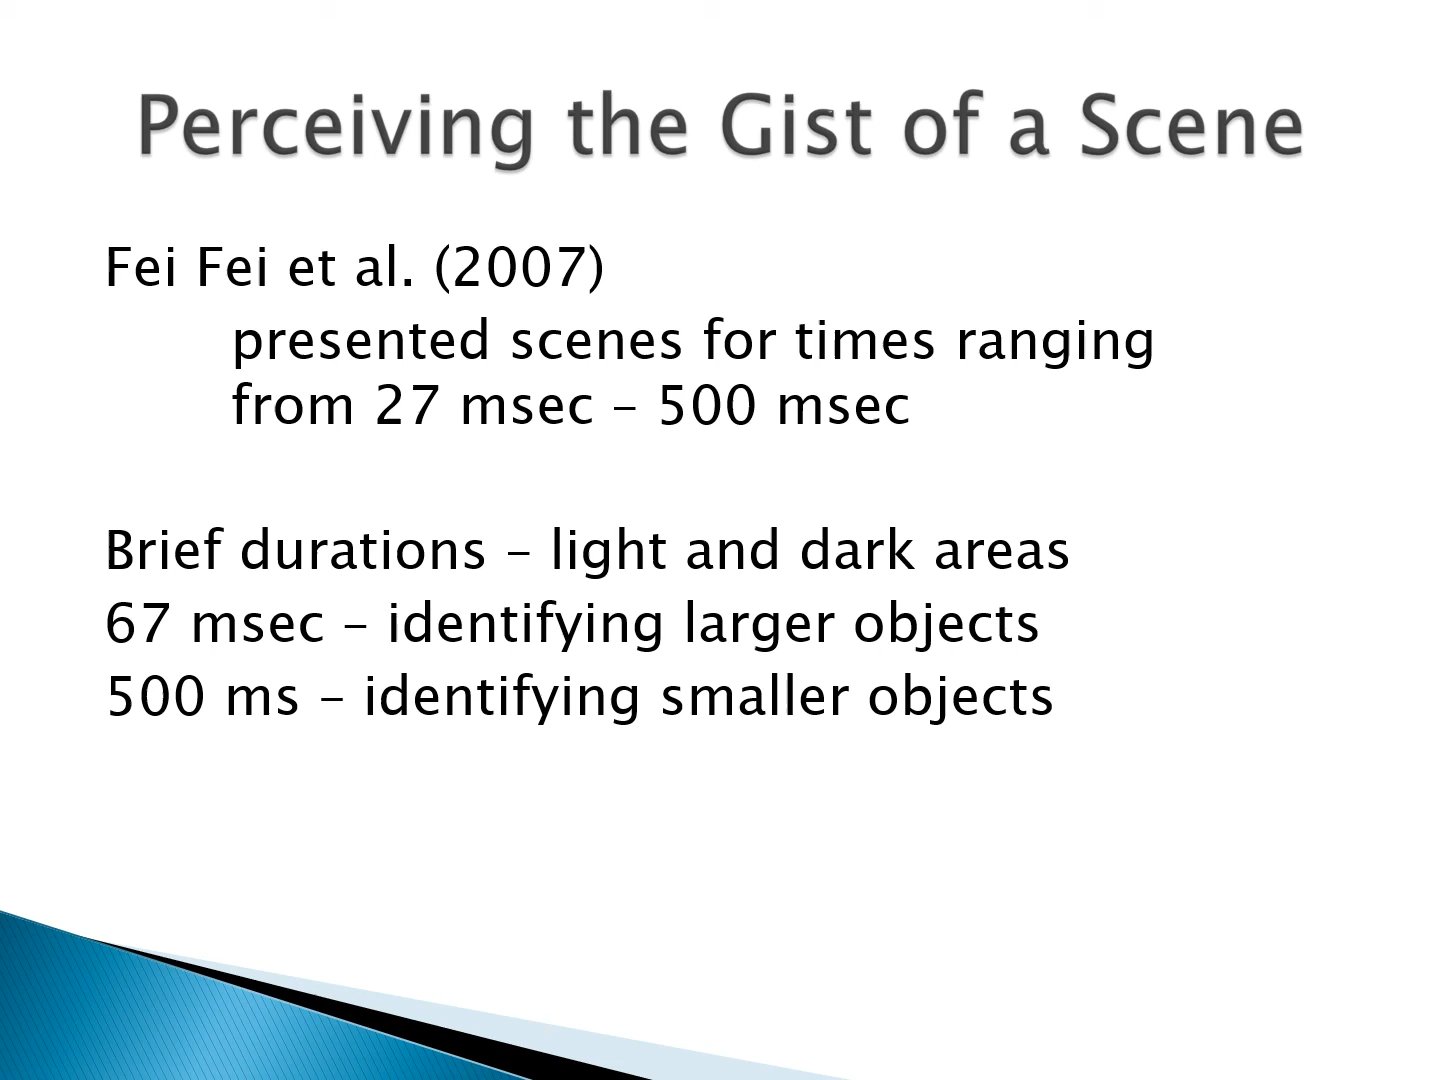 Perceiving the Gist of a Scene
Fei Fei et al. (2007)
presented scenes for times ranging
from 27 msec – 500 msec
Brief durations – light and dark areas
67 msec – identifying larger objects
500 ms – identifying smaller objects